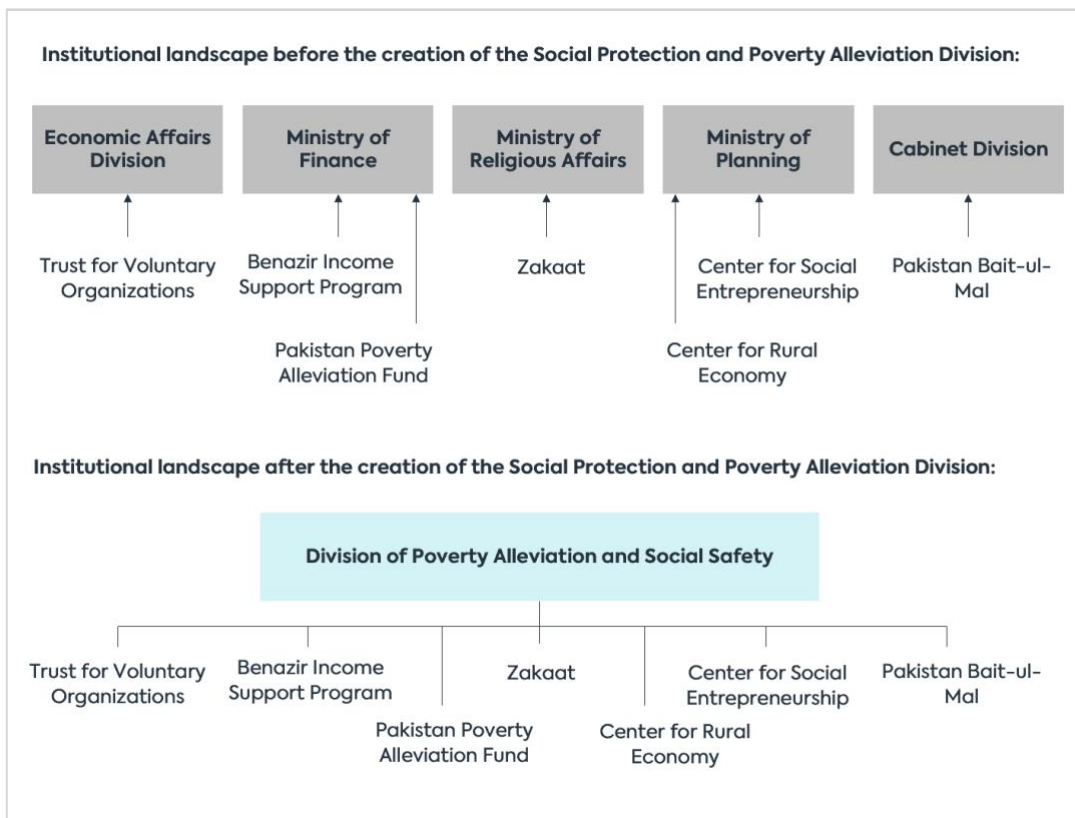 Institutional landscape before the creation of the Social Protection and Poverty Alleviation Division:
Economic Affairs
Division
Ministry of
Finance
Ministry of
Religious Affairs
Ministry of
Planning
Cabinet Division
Trust for Voluntary
Organizations
Benazir Income
Support Program
Zakaat
Center for Social
Entrepreneurship
Pakistan Bait-ul-
Mal
Pakistan Poverty
Alleviation Fund
Center for Rural
Economy
Institutional landscape after the creation of the Social Protection and Poverty Alleviation Division:
Division of Poverty Alleviation and Social Safety
Trust for Voluntary
Organizations
Benazir Income
Support Program
Zakaat
Center for Social
Entrepreneurship
Pakistan Bait-ul-
Mal
Pakistan Poverty
Alleviation Fund
Center for Rural
Economy